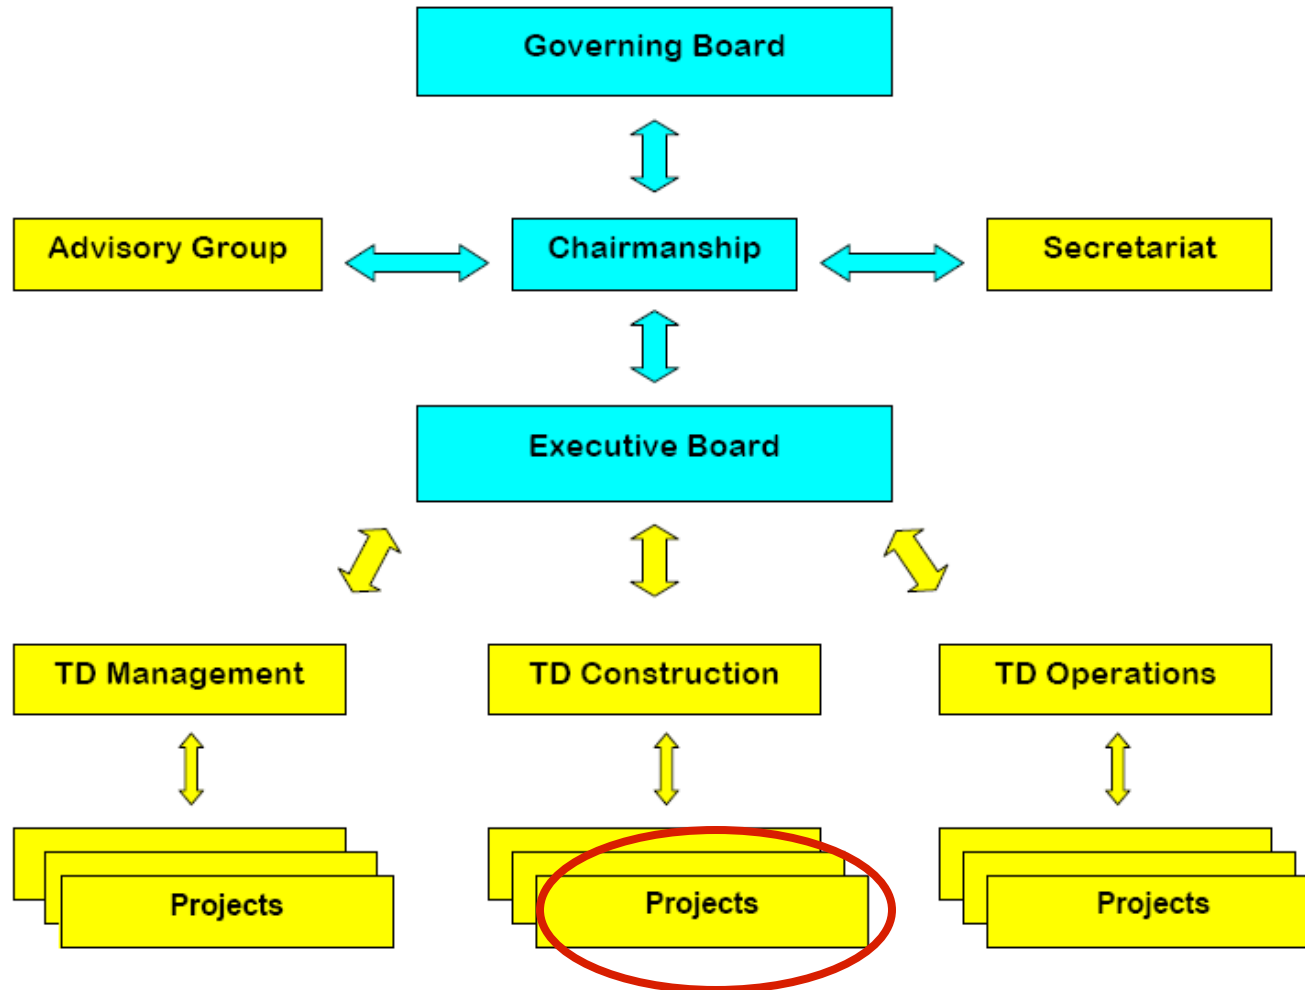 Governing Board
Advisory Group
Chairmanship
Secretariat
Executive Board
TD Management
TD Construction
TD Operations
Projects
Projects
Projects